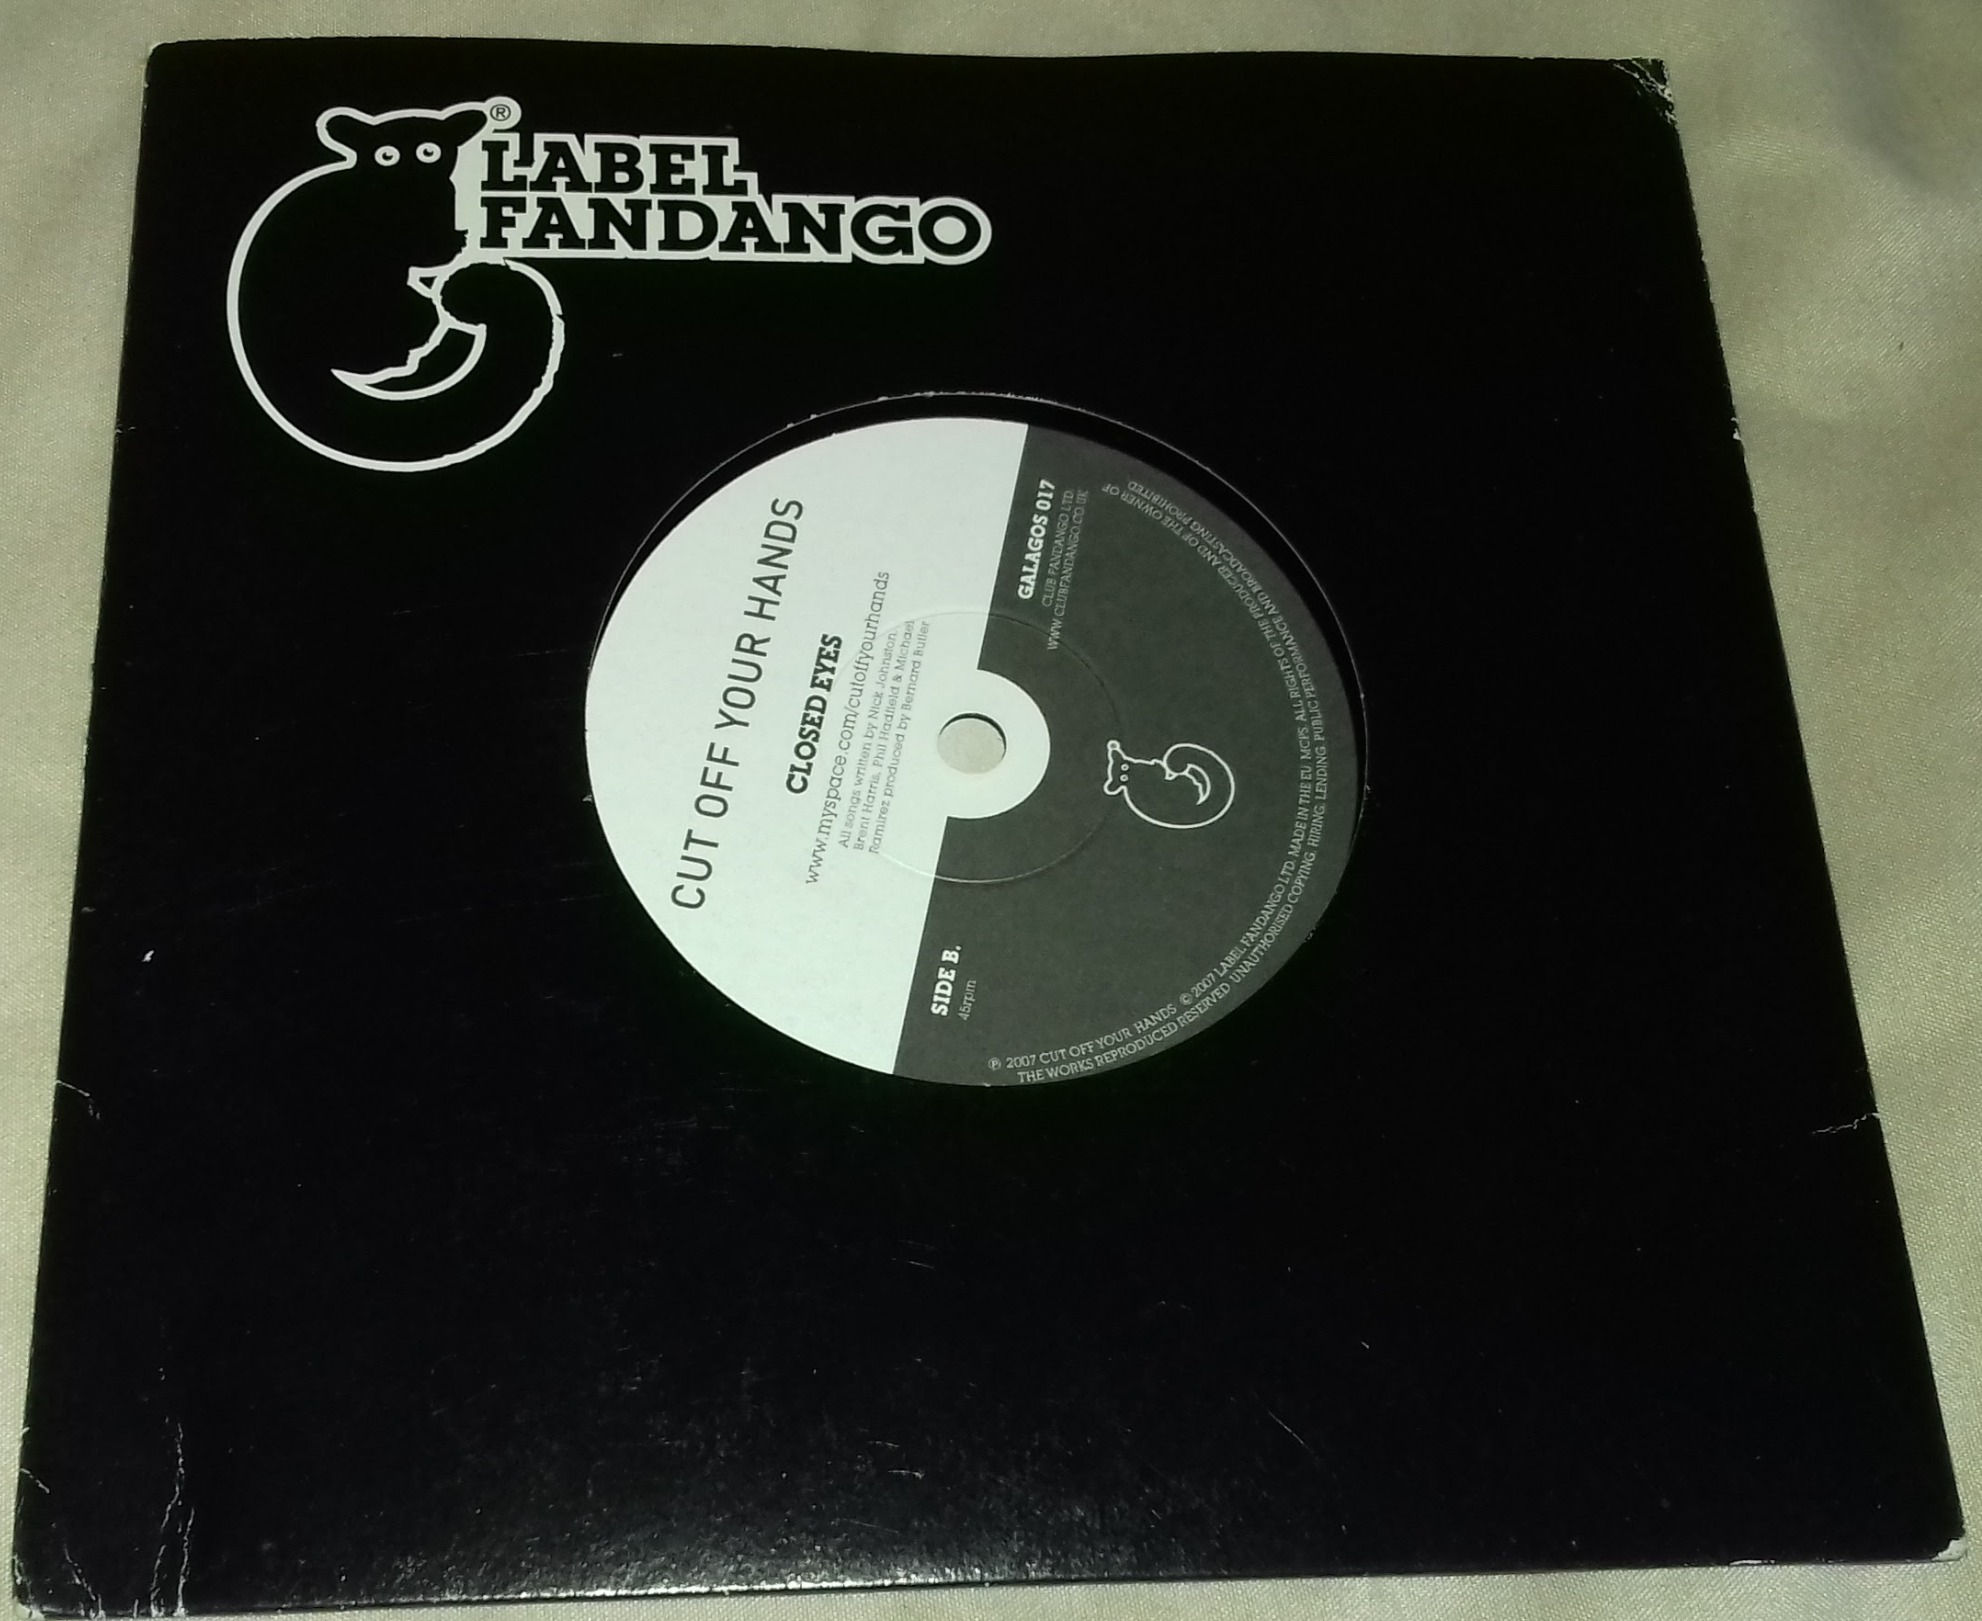 ®
LABEL
FANDANGO
CUT OFF YOUR HANDS
CLOSED EYES
www.myspace.com/cutoffyourhands
All songs written by Nick Johnston,
Brent Harris, Phil Hadfield & Michael
Ramirez produced by Bernard Butler
GALAGOS 017
CLUB FANDANGO LTD.
WWW.CLUBFANDANGO.CO.UK
SIDE B.
45rpm
℗ 2007 CUT OFF YOUR HANDS © 2007 LABEL FANDANGO LTD. MADE IN THE EU. MCPS. ALL RIGHTS OF THE PRODUCER AND OF THE OWNER OF
THE WORKS REPRODUCED RESERVED. UNAUTHORISED COPYING, HIRING, LENDING, PUBLIC PERFORMANCE AND BROADCASTING PROHIBITED.